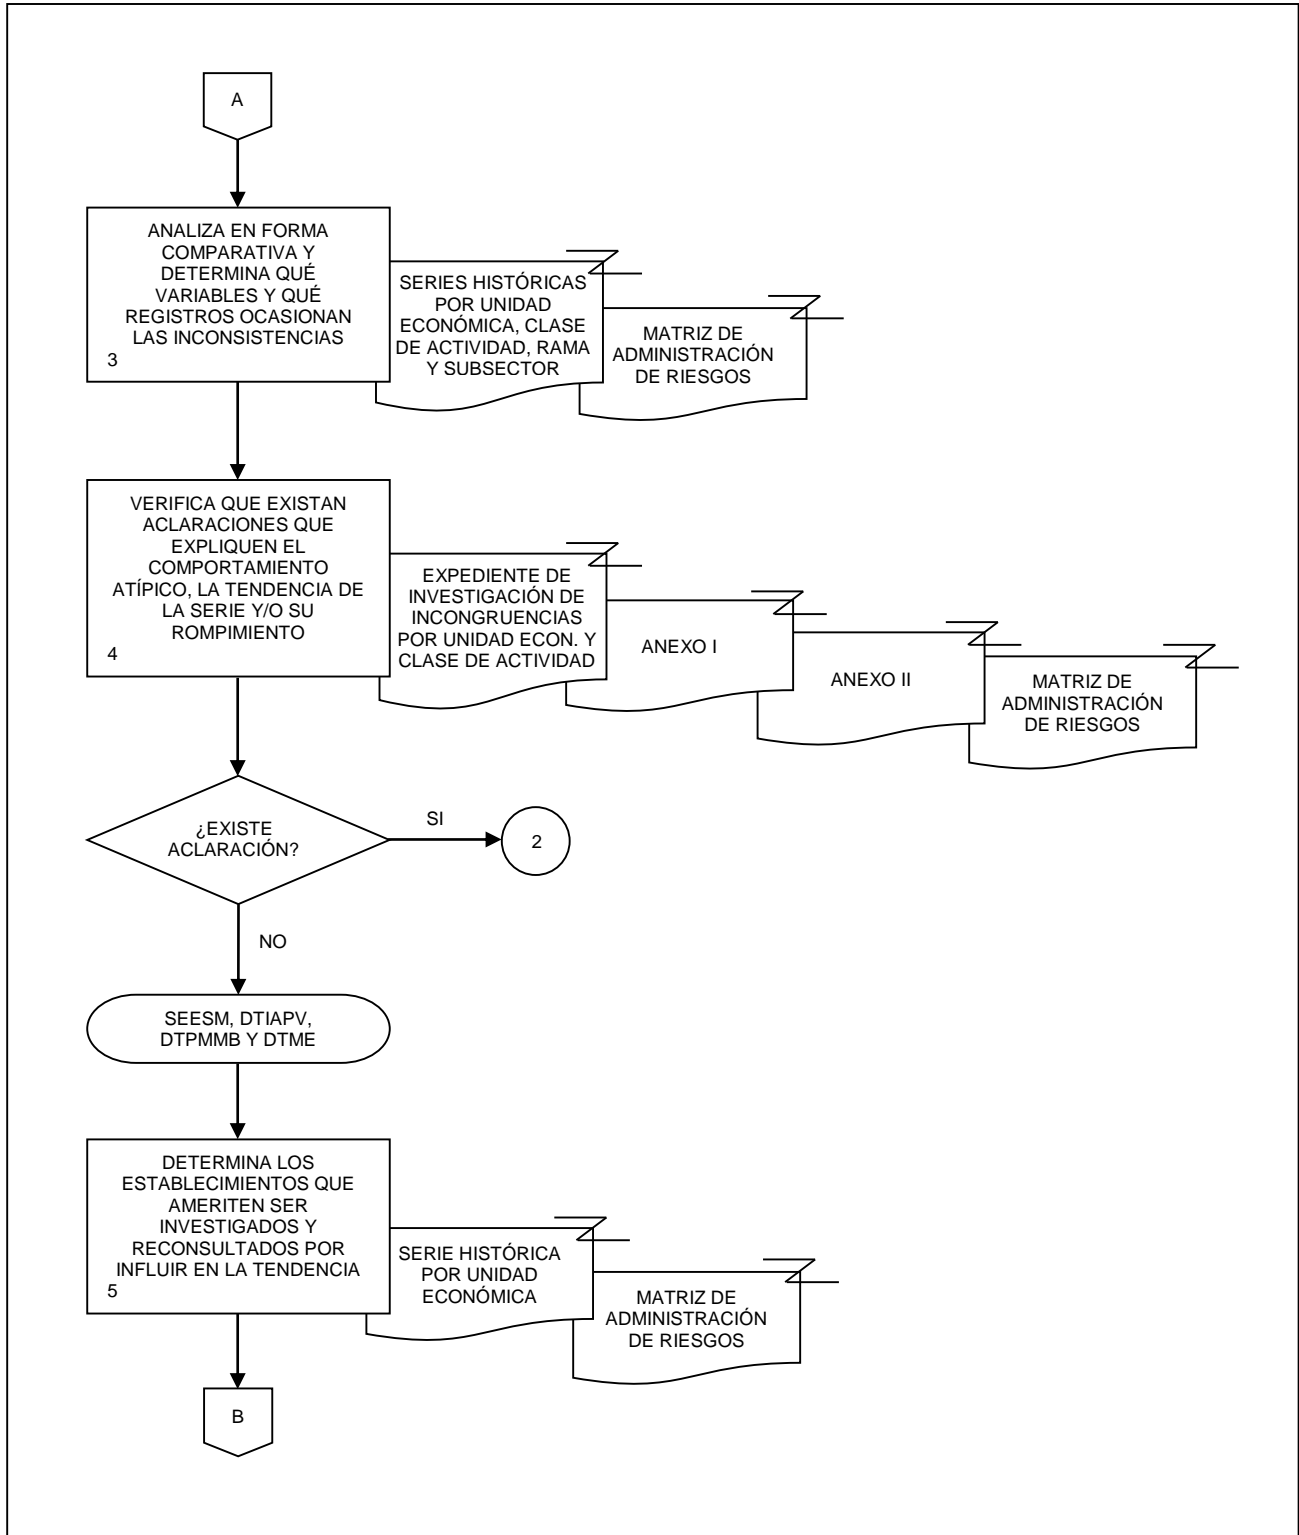 A
ANALIZA EN FORMA
COMPARATIVA Y
DETERMINA QUÉ
VARIABLES Y QUÉ
REGISTROS OCASIONAN
LAS INCONSISTENCIAS
3
SERIES HISTÓRICAS
POR UNIDAD
ECONÓMICA, CLASE
DE ACTIVIDAD, RAMA
Y SUBSECTOR
MATRIZ DE
ADMINISTRACIÓN
DE RIESGOS
VERIFICA QUE EXISTAN
ACLARACIONES QUE
EXPLIQUEN EL
COMPORTAMIENTO
ATÍPICO, LA TENDENCIA DE
LA SERIE Y/O SU
ROMPIMIENTO
4
EXPEDIENTE DE
INVESTIGACIÓN DE
INCONGRUENCIAS
POR UNIDAD ECON. Y
CLASE DE ACTIVIDAD
ANEXO I
ANEXO II
MATRIZ DE
ADMINISTRACIÓN
DE RIESGOS
¿EXISTE
ACLARACIÓN?
SI
2
NO
SEESM, DTIAPV,
DTPMMB Y DTME
DETERMINA LOS
ESTABLECIMIENTOS QUE
AMERITEN SER
INVESTIGADOS Y
RECONSULTADOS POR
INFLUIR EN LA TENDENCIA
5
SERIE HISTÓRICA
POR UNIDAD
ECONÓMICA
MATRIZ DE
ADMINISTRACIÓN
DE RIESGOS
B